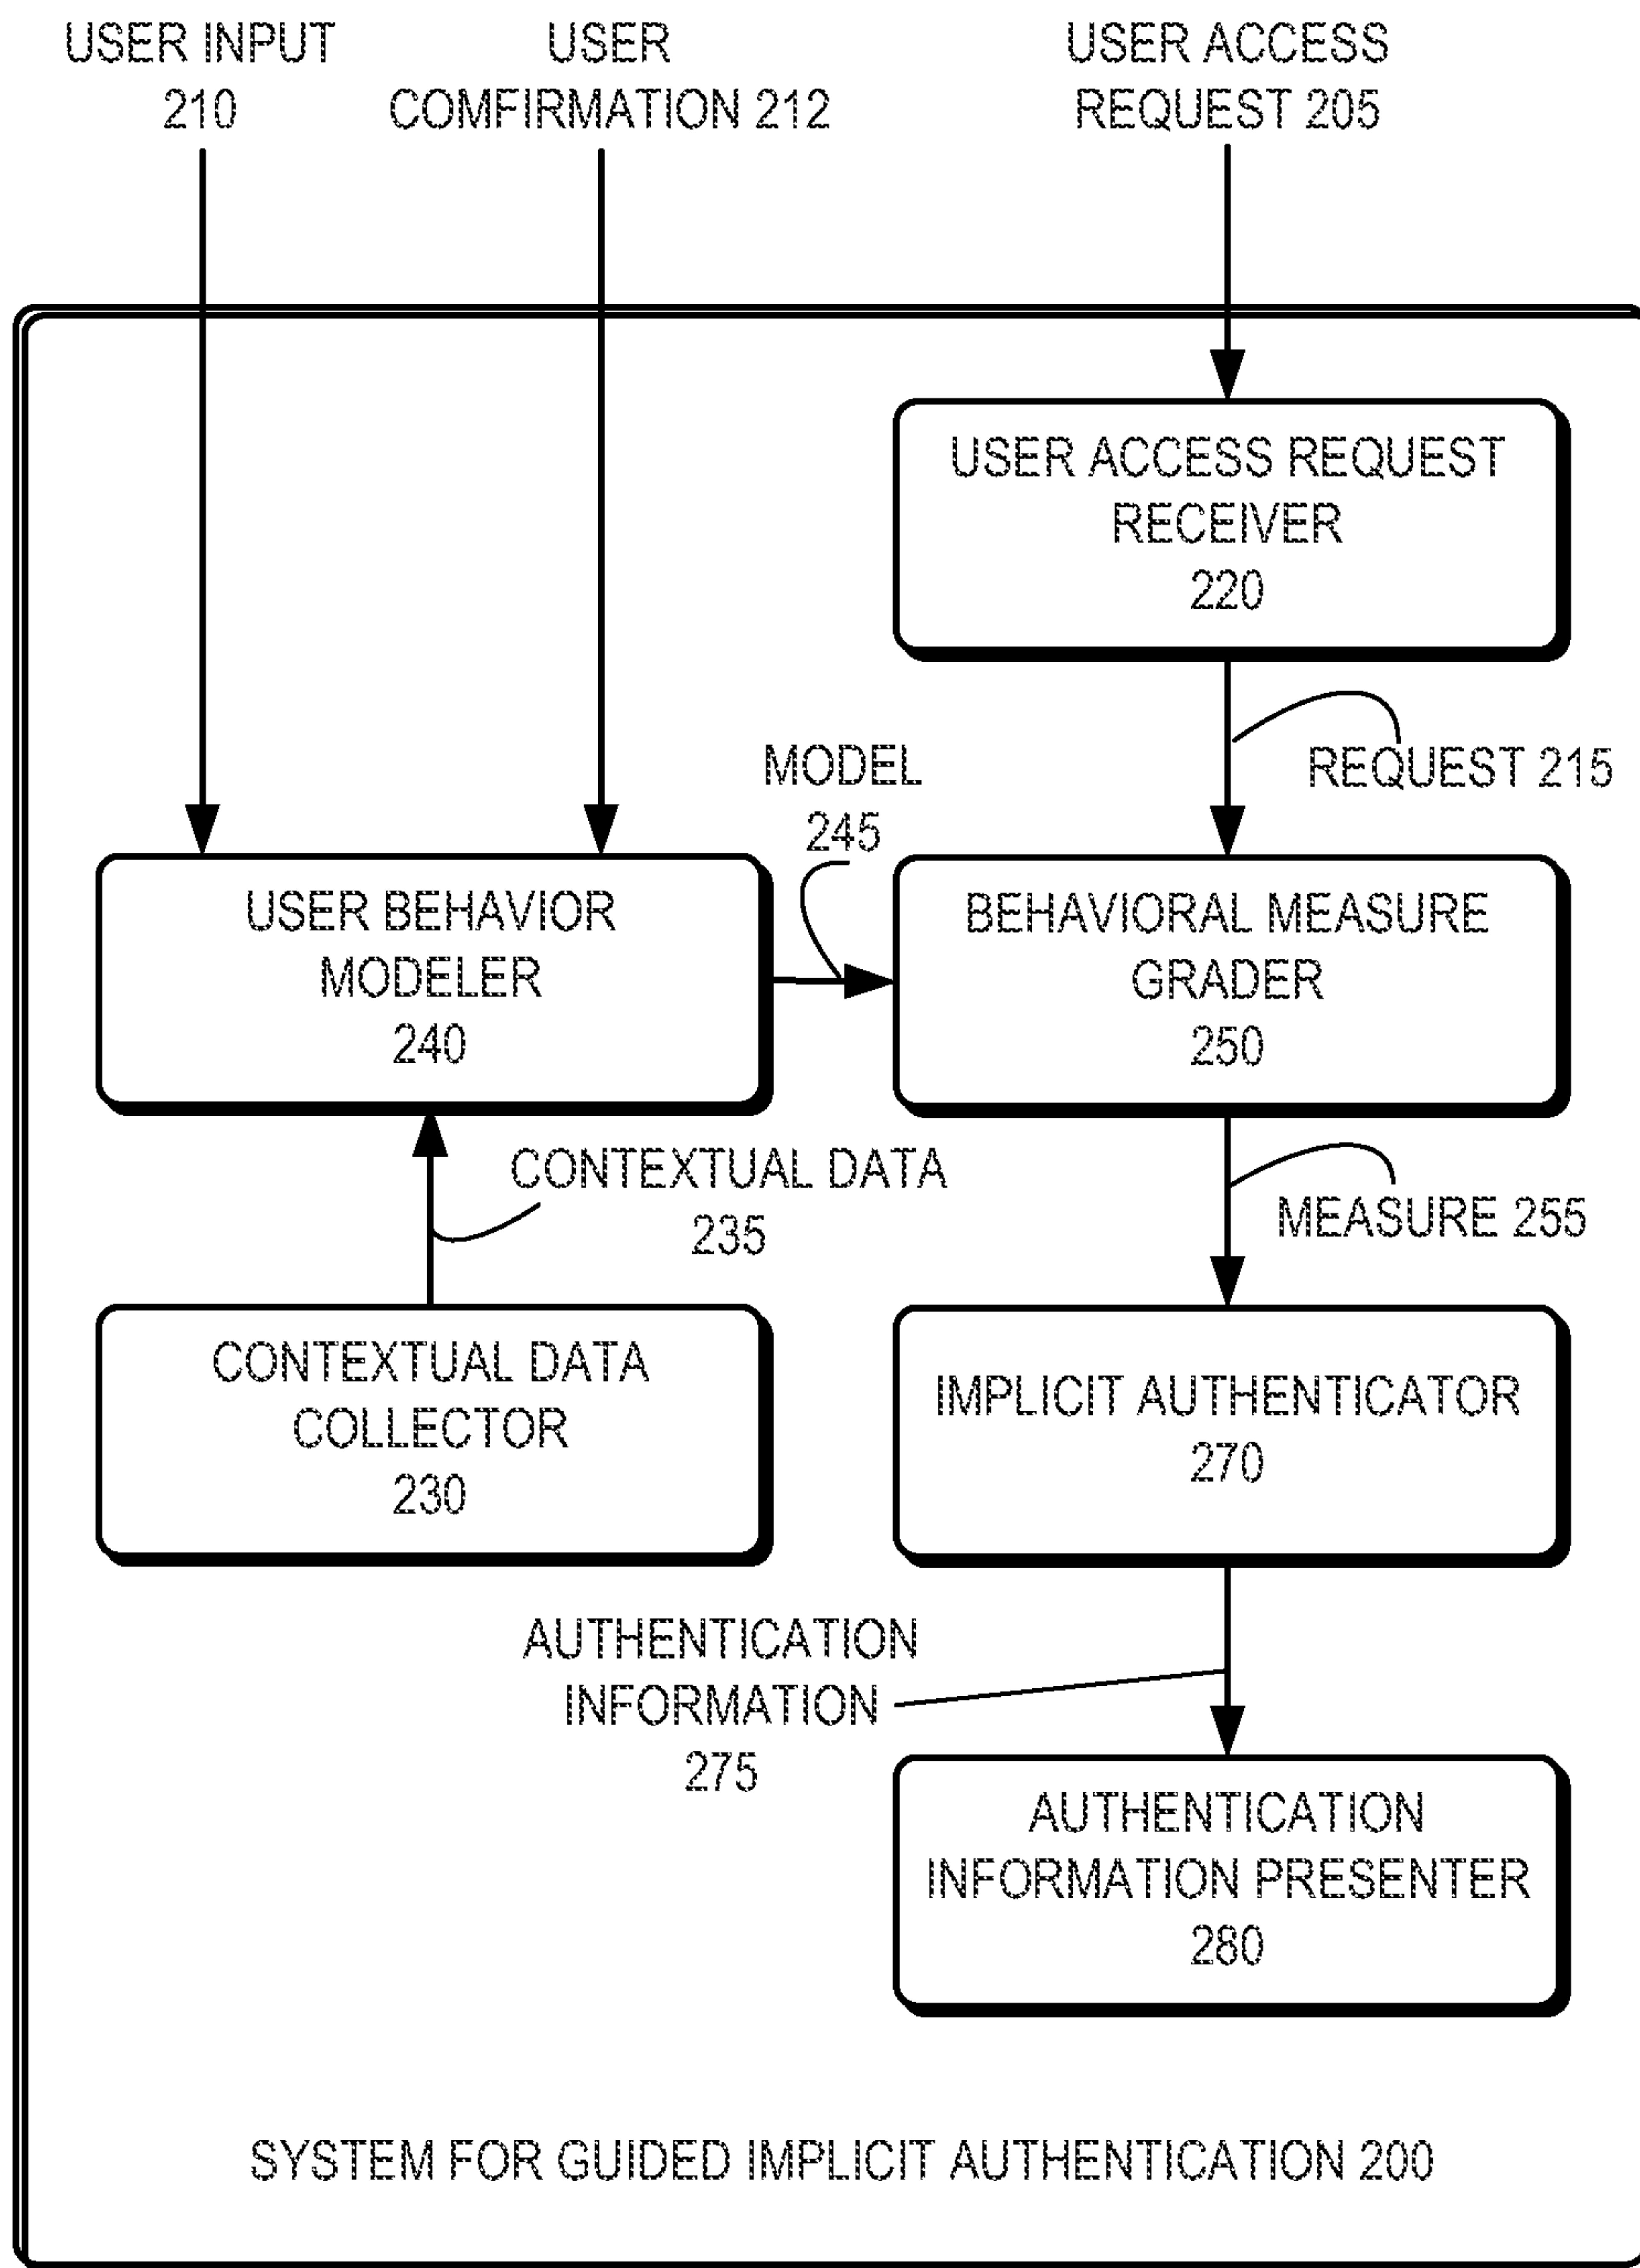 USER INPUT
210
USER
COMFIRMATION 212
USER ACCESS
REQUEST 205
USER ACCESS REQUEST
RECEIVER
220
REQUEST 215
MODEL
245
USER BEHAVIOR
MODELER
240
BEHAVIORAL MEASURE
GRADER
250
CONTEXTUAL DATA
235
MEASURE 255
CONTEXTUAL DATA
COLLECTOR
230
IMPLICIT AUTHENTICATOR
270
AUTHENTICATION
INFORMATION
275
AUTHENTICATION
INFORMATION PRESENTER
280
SYSTEM FOR GUIDED IMPLICIT AUTHENTICATION 200